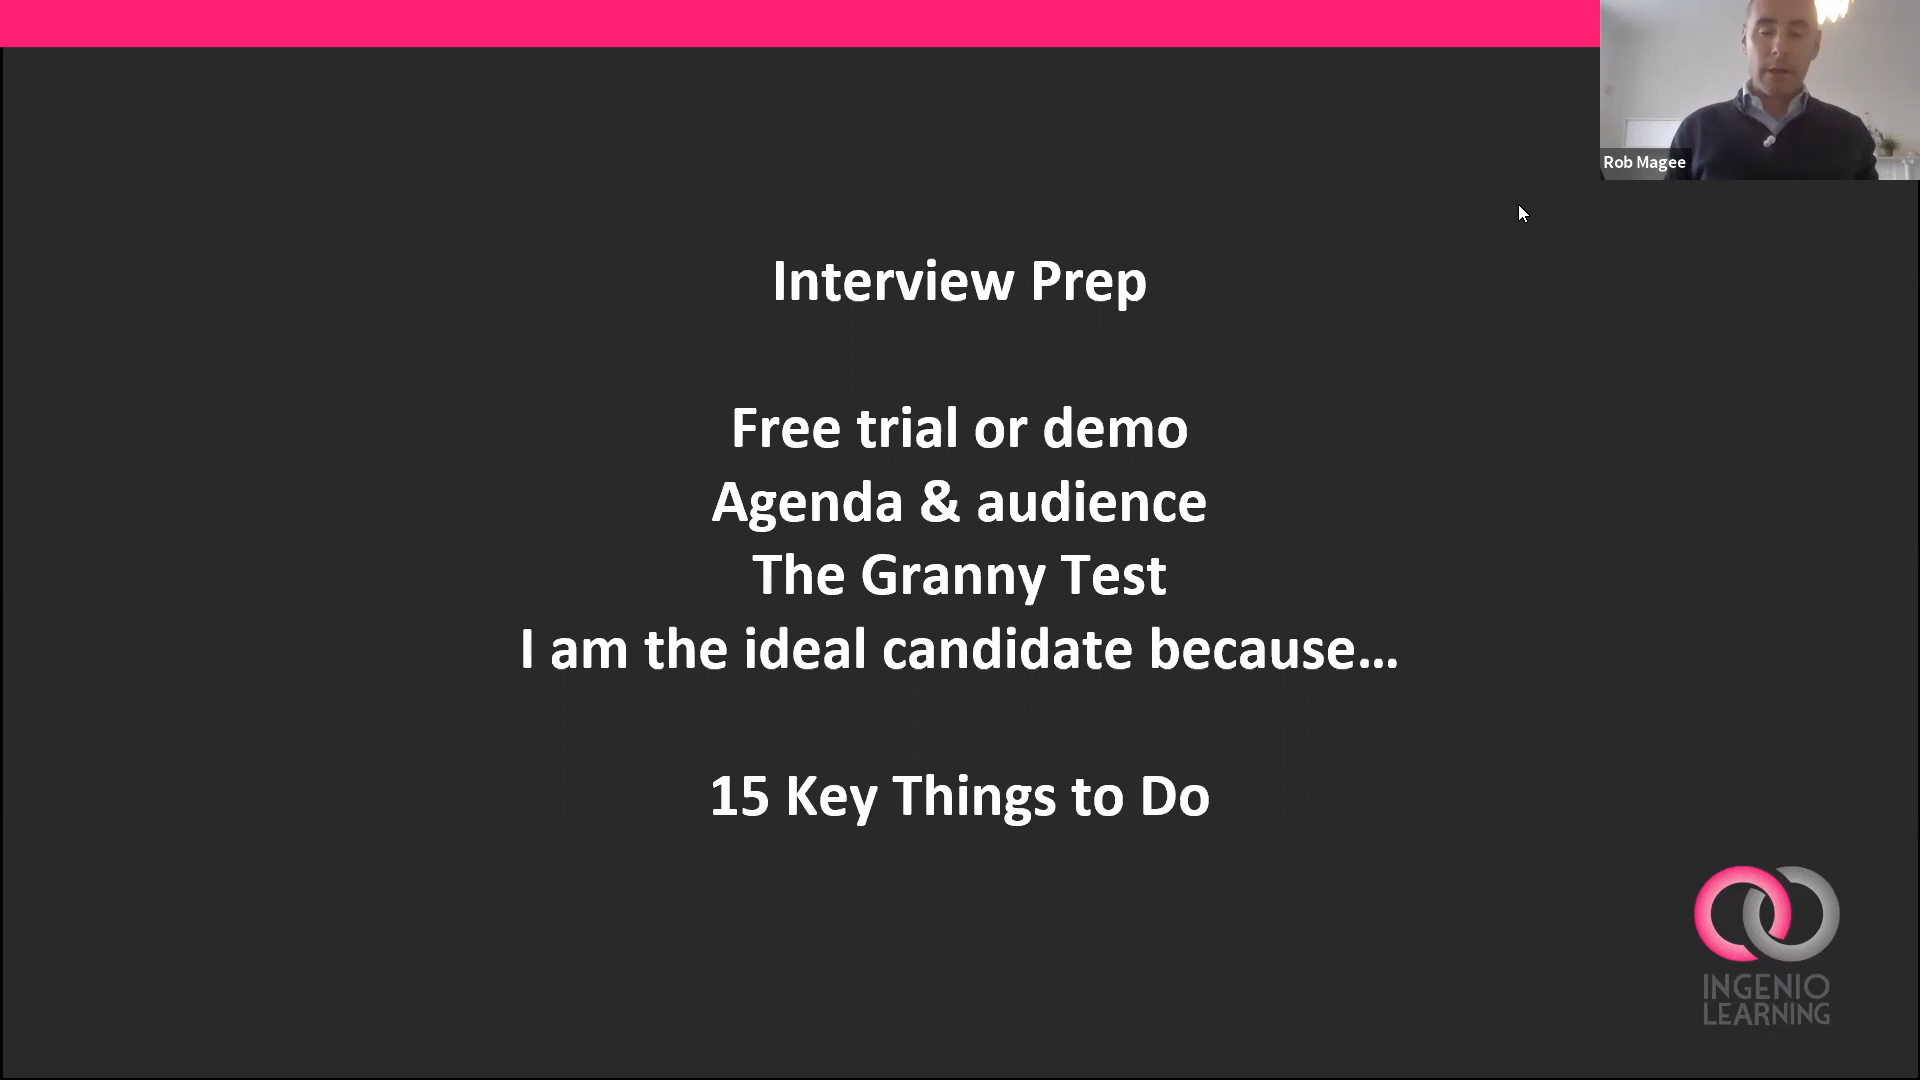 Rob Magee
Interview Prep
Free trial or demo
Agenda & audience
The Granny Test
I am the ideal candidate because...
15 Key Things to Do
INGENIO
LEARNING